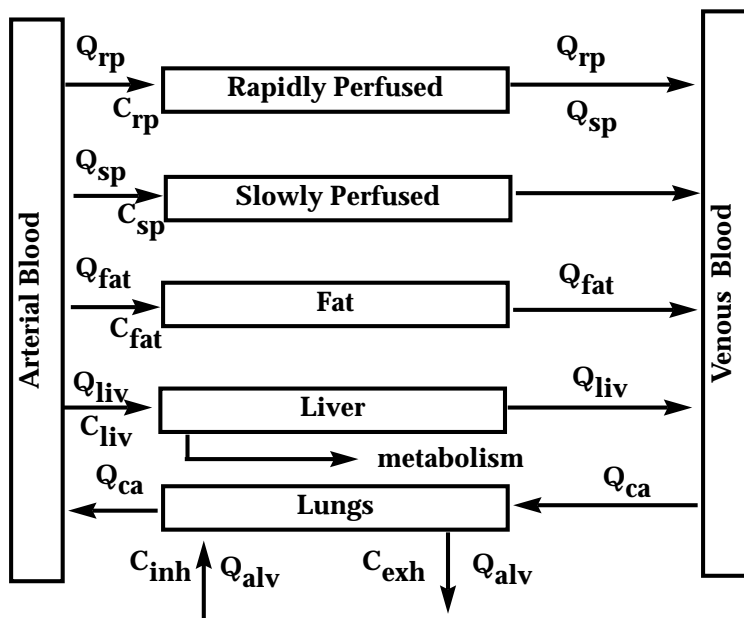 Q_rp
Q_rp
C_rp
Rapidly Perfused
Q_sp
Q_sp
C_sp
Slowly Perfused
Q_fat
Q_fat
C_fat
Fat
Q_liv
Q_liv
C_liv
Liver
metabolism
Q_ca
Q_ca
Lungs
C_inh
Q_alv
C_exh
Q_alv
Arterial Blood
Venous Blood